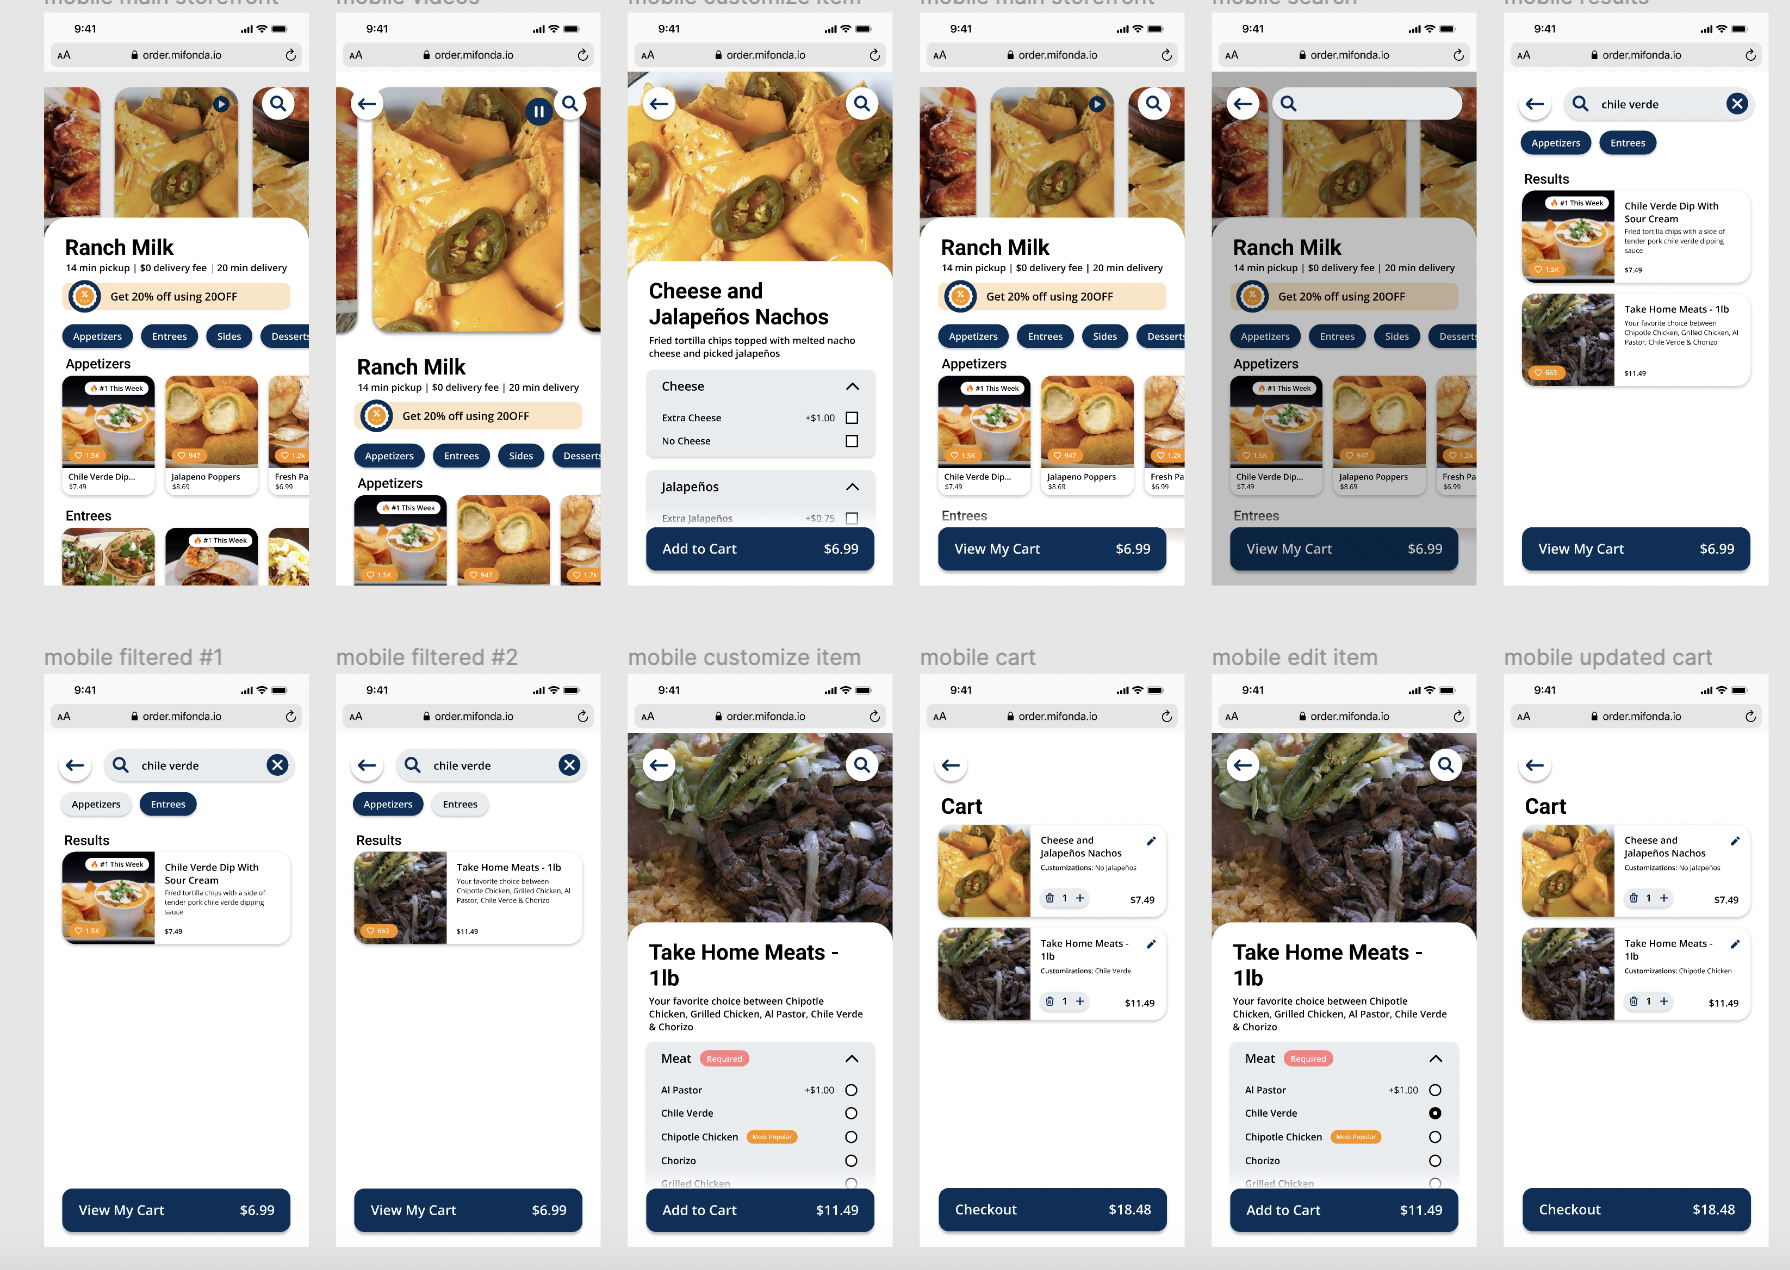 mobile main storefront
9:41
AA order.mifonda.io
Ranch Milk
14 min pickup | $0 delivery fee | 20 min delivery
Get 20% off using 20OFF
Appetizers Entrees Sides Desserts
Appetizers
#1 This Week
1.5K 947 1.2k
Chile Verde Dip... Jalapeno Poppers Fresh Pa
$7.49 $8.69 $6.99
Entrees
#1 This Week
mobile videos
9:41
AA order.mifonda.io
Ranch Milk
14 min pickup | $0 delivery fee | 20 min delivery
Get 20% off using 20OFF
Appetizers Entrees Sides Desserts
Appetizers
#1 This Week
1.5K 947 1.2k
mobile customize item
9:41
AA order.mifonda.io
Cheese and
Jalapeños Nachos
Fried tortilla chips topped with melted nacho
cheese and picked jalapeños
Cheese
Extra Cheese +$1.00
No Cheese
Jalapeños
Extra Jalapeños +$0.75
Add to Cart $6.99
mobile main storefront
9:41
AA order.mifonda.io
Ranch Milk
14 min pickup | $0 delivery fee | 20 min delivery
Get 20% off using 20OFF
Appetizers Entrees Sides Desserts
Appetizers
#1 This Week
1.5K 947 1.2k
Chile Verde Dip... Jalapeno Poppers Fresh Pa
$7.49 $8.69 $6.99
Entrees
View My Cart $6.99
mobile search
9:41
AA order.mifonda.io
Ranch Milk
14 min pickup | $0 delivery fee | 20 min delivery
Get 20% off using 20OFF
Appetizers Entrees Sides Desserts
Appetizers
#1 This Week
1.5K 947 1.2k
Chile Verde Dip... Jalapeno Poppers Fresh Pa
$7.49 $8.69 $6.99
Entrees
View My Cart $6.99
mobile results
9:41
AA order.mifonda.io
chile verde
Appetizers Entrees
Results
#1 This Week
Chile Verde Dip With
Sour Cream
Fried tortilla chips with a side of
tender pork chile verde dipping
sauce
1.5K
$7.49
Take Home Meats - 1lb
Your favorite choice between
Chipotle Chicken, Grilled Chicken, Al
Pastor, Chile Verde & Chorizo
663
$11.49
View My Cart $6.99
mobile filtered #1
9:41
AA order.mifonda.io
chile verde
Appetizers Entrees
Results
#1 This Week
Chile Verde Dip With
Sour Cream
Fried tortilla chips with a side of
tender pork chile verde dipping
sauce
1.5K
$7.49
View My Cart $6.99
mobile filtered #2
9:41
AA order.mifonda.io
chile verde
Appetizers Entrees
Results
Take Home Meats - 1lb
Your favorite choice between
Chipotle Chicken, Grilled Chicken, Al
Pastor, Chile Verde & Chorizo
663
$11.49
View My Cart $6.99
mobile customize item
9:41
AA order.mifonda.io
Take Home Meats -
1lb
Your favorite choice between Chipotle
Chicken, Grilled Chicken, Al Pastor, Chile Verde
& Chorizo
Meat Required
Al Pastor +$1.00
Chile Verde
Chipotle Chicken Most Popular
Chorizo
Grilled Chicken
Add to Cart $11.49
mobile cart
9:41
AA order.mifonda.io
Cart
Cheese and
Jalapeños Nachos
Customizations: No Jalapeños
1 $7.49
Take Home Meats -
1lb
Customizations: Chile Verde
1 $11.49
Checkout $18.48
mobile edit item
9:41
AA order.mifonda.io
Take Home Meats -
1lb
Your favorite choice between Chipotle
Chicken, Grilled Chicken, Al Pastor, Chile Verde
& Chorizo
Meat Required
Al Pastor +$1.00
Chile Verde
Chipotle Chicken Most Popular
Chorizo
Grilled Chicken
Add to Cart $11.49
mobile updated cart
9:41
AA order.mifonda.io
Cart
Cheese and
Jalapeños Nachos
Customizations: No Jalapeños
1 $7.49
Take Home Meats -
1lb
Customizations: Chipotle Chicken
1 $11.49
Checkout $18.48